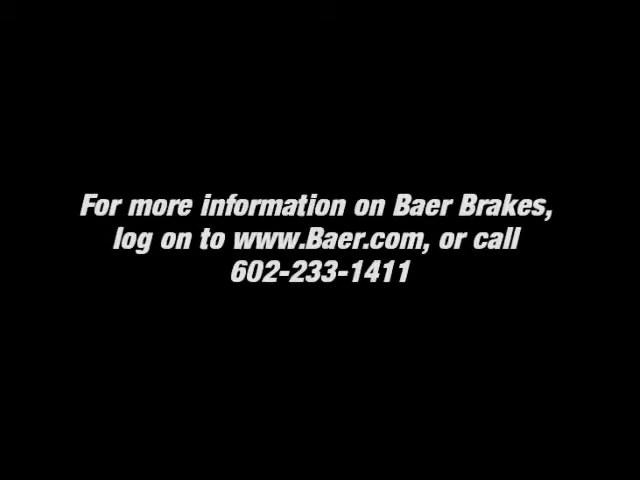 For more information on Baer Brakes,
log on to www.Baer.com, or call
602-233-1411